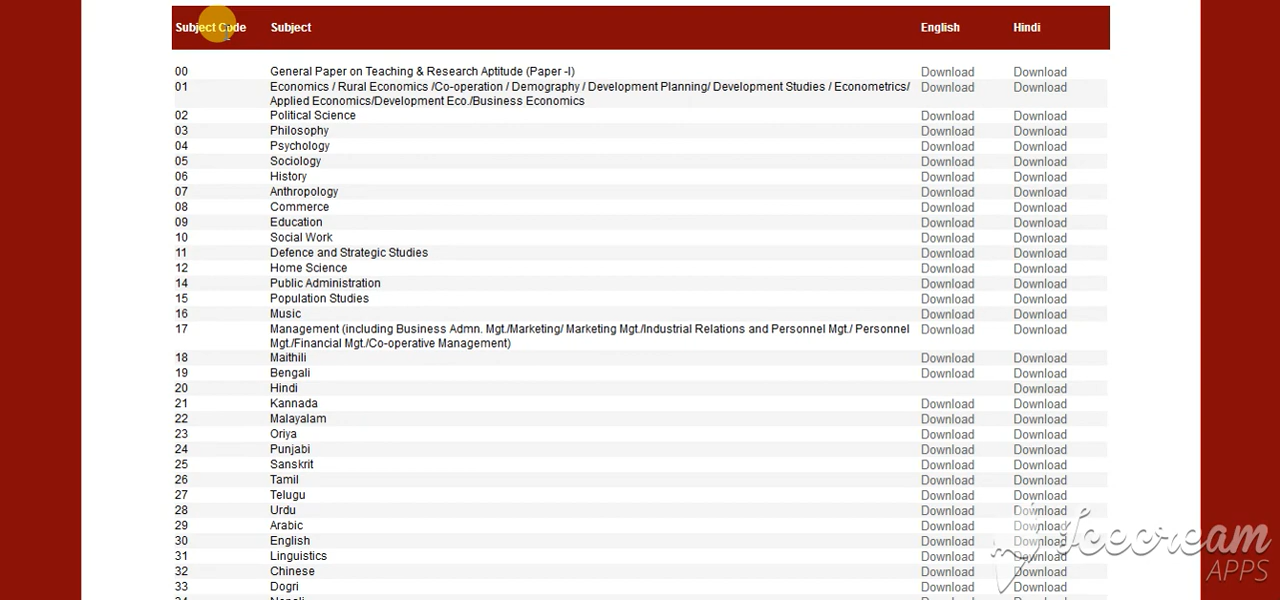 Subject Code Subject English Hindi
00 General Paper on Teaching & Research Aptitude (Paper -I) Download Download
01 Economics / Rural Economics /Co-operation / Demography / Development Planning/ Development Studies / Econometrics/ Download Download
Applied Economics/Development Eco./Business Economics
02 Political Science Download Download
03 Philosophy Download Download
04 Psychology Download Download
05 Sociology Download Download
06 History Download Download
07 Anthropology Download Download
08 Commerce Download Download
09 Education Download Download
10 Social Work Download Download
11 Defence and Strategic Studies Download Download
12 Home Science Download Download
14 Public Administration Download Download
15 Population Studies Download Download
16 Music Download Download
17 Management (including Business Admn. Mgt./Marketing/ Marketing Mgt./Industrial Relations and Personnel Mgt./ Personnel Download Download
Mgt./Financial Mgt./Co-operative Management)
18 Maithili Download Download
19 Bengali Download Download
20 Hindi Download
21 Kannada Download Download
22 Malayalam Download Download
23 Oriya Download Download
24 Punjabi Download Download
25 Sanskrit Download Download
26 Tamil Download Download
27 Telugu Download Download
28 Urdu Download Download
29 Arabic Download Download
30 English Download Download
31 Linguistics Download Download
32 Chinese Download Download
33 Dogri Download Download
Icecream
APPS